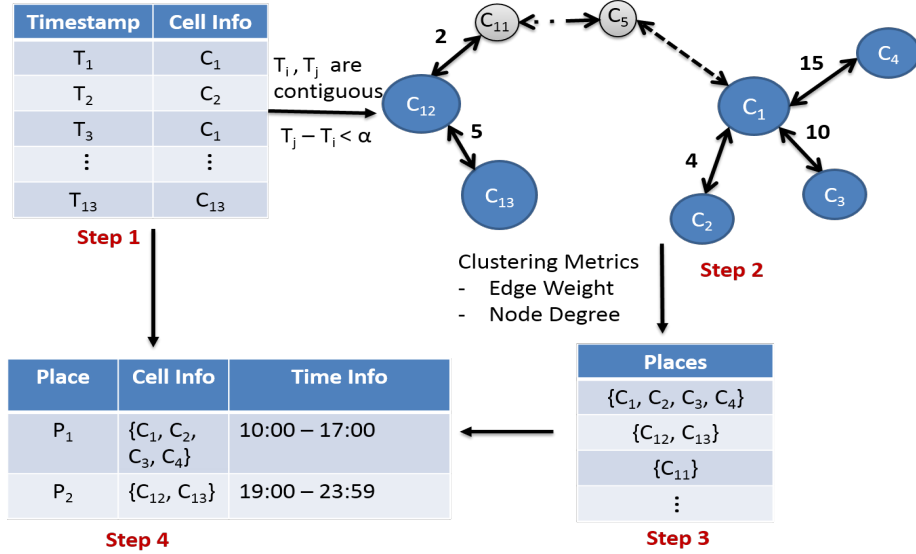 Timestamp Cell Info
T1 C1
T2 C2
T3 C1
⋮ ⋮
T13 C13
Step 1
Ti , Tj are
contiguous
Tj – Ti < α
C11
C5
2
C12
5
C13
C1
15
C4
10
C3
4
C2
Step 2
Clustering Metrics
- Edge Weight
- Node Degree
Places
{C1, C2, C3, C4}
{C12, C13}
{C11}
⋮
Step 3
Place Cell Info Time Info
P1 {C1, C2, 10:00 – 17:00
C3, C4}
P2 {C12, C13} 19:00 – 23:59
Step 4